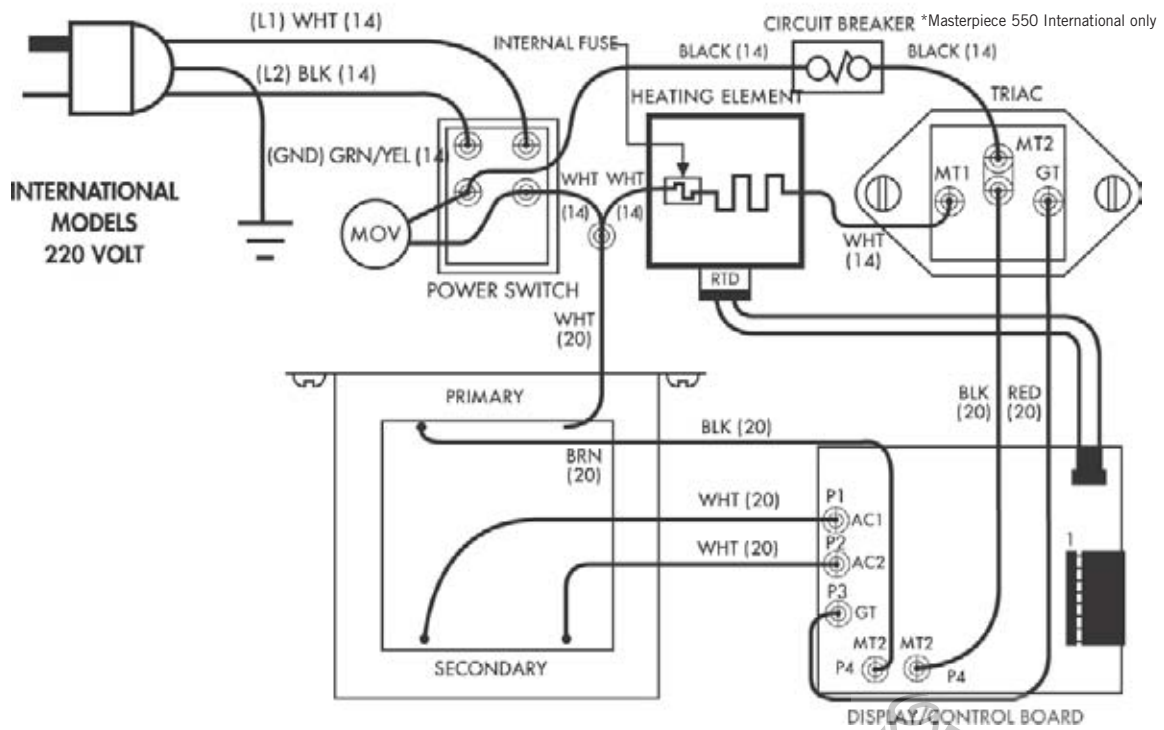 (L1) WHT (14)
CIRCUIT BREAKER
*Masterpiece 550 International only
INTERNAL FUSE
BLACK (14)
BLACK (14)
(L2) BLK (14)
HEATING ELEMENT
TRIAC
(GND) GRN/YEL (14)
MT2
MT1
GT
INTERNATIONAL
MODELS
220 VOLT
WHT
(14)
WHT
(14)
MOV
WHT
(14)
POWER SWITCH
RTD
WHT
(20)
PRIMARY
BLK
(20)
RED
(20)
BLK (20)
BRN
(20)
WHT (20)
P1
AC1
P2
AC2
1
WHT (20)
P3
GT
MT2
MT2
P4
P4
SECONDARY
DISPLAY/CONTROL BOARD